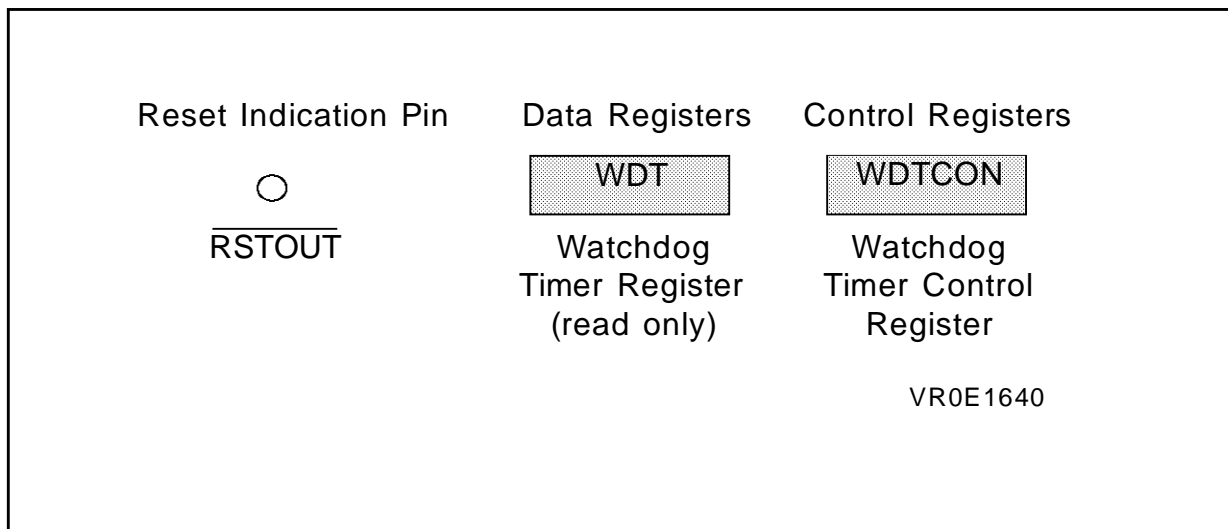 Reset Indication Pin
Data Registers
Control Registers
WDT
WDTCON
RSTOUT
Watchdog
Timer Register
(read only)
Watchdog
Timer Control
Register
VR0E1640